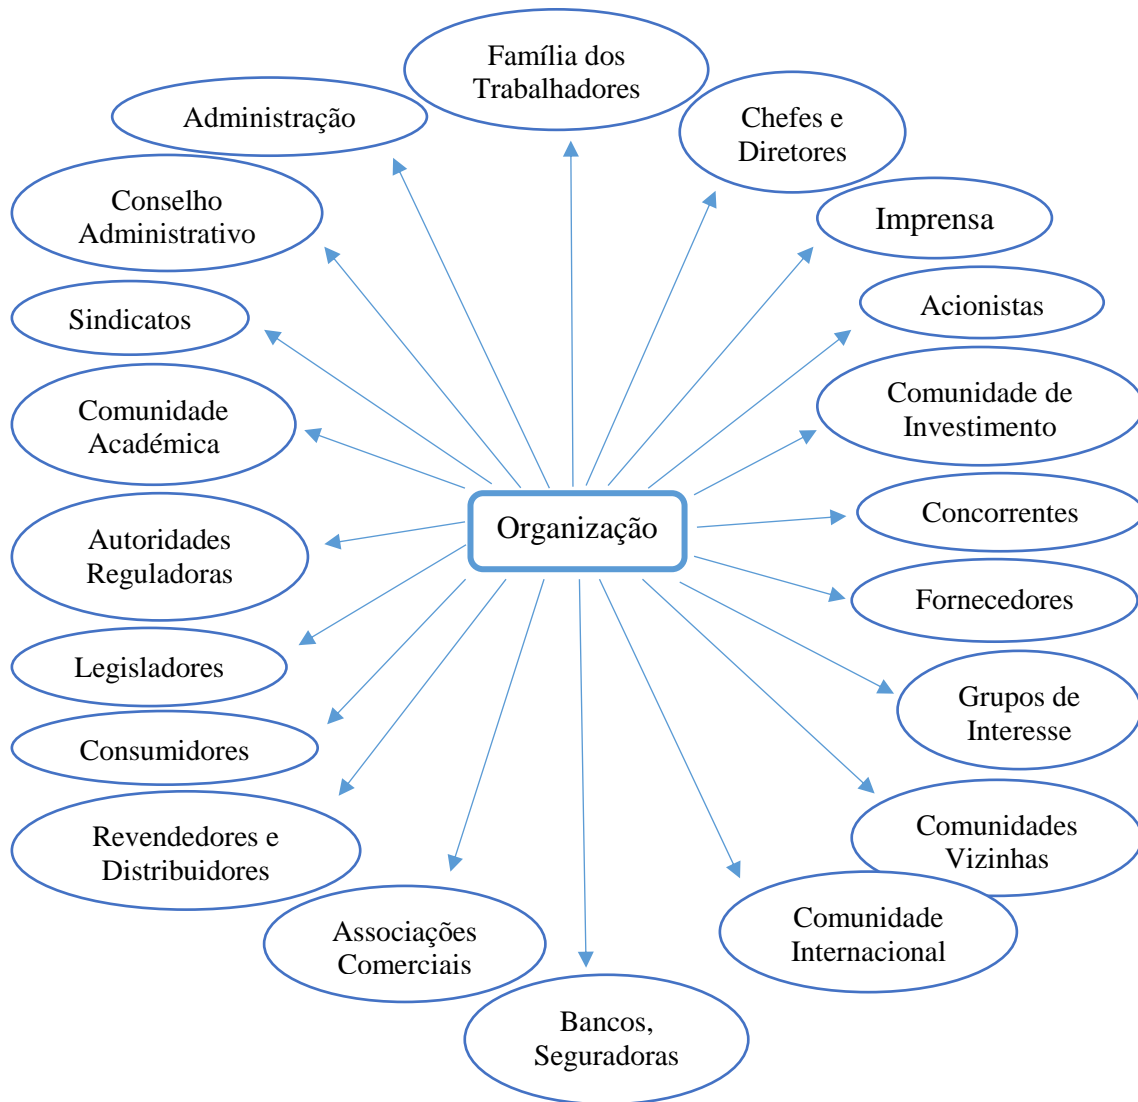 Família dos
Trabalhadores
Administração
Chefes e
Diretores
Conselho
Administrativo
Imprensa
Sindicatos
Acionistas
Comunidade
Académica
Comunidade de
Investimento
Organização
Concorrentes
Autoridades
Reguladoras
Fornecedores
Legisladores
Grupos de
Interesse
Consumidores
Revendedores e
Distribuidores
Comunidades
Vizinhas
Associações
Comerciais
Comunidade
Internacional
Bancos,
Seguradoras